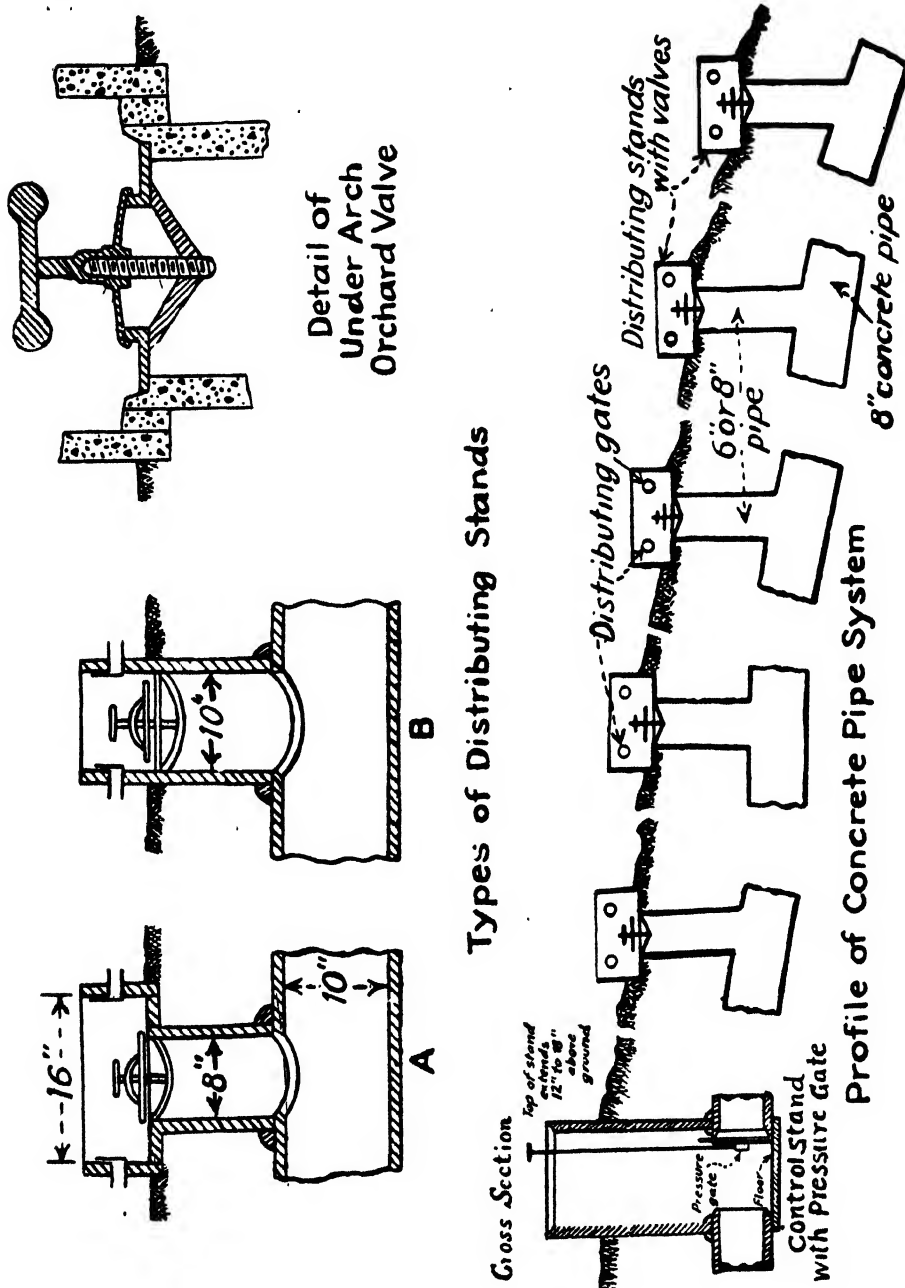 16"
8"
10"
A
10"
B
Detail of
Under Arch
Orchard Valve
Types of Distributing Stands
Cross Section
Top of stand
extends
12" to 18"
above
ground
Pressure
gate
Floor
Control stand
with Pressure Gate
Distributing gates
6" or 8"
pipe
Distributing stands
with valves
8" concrete pipe
Profile of Concrete Pipe System